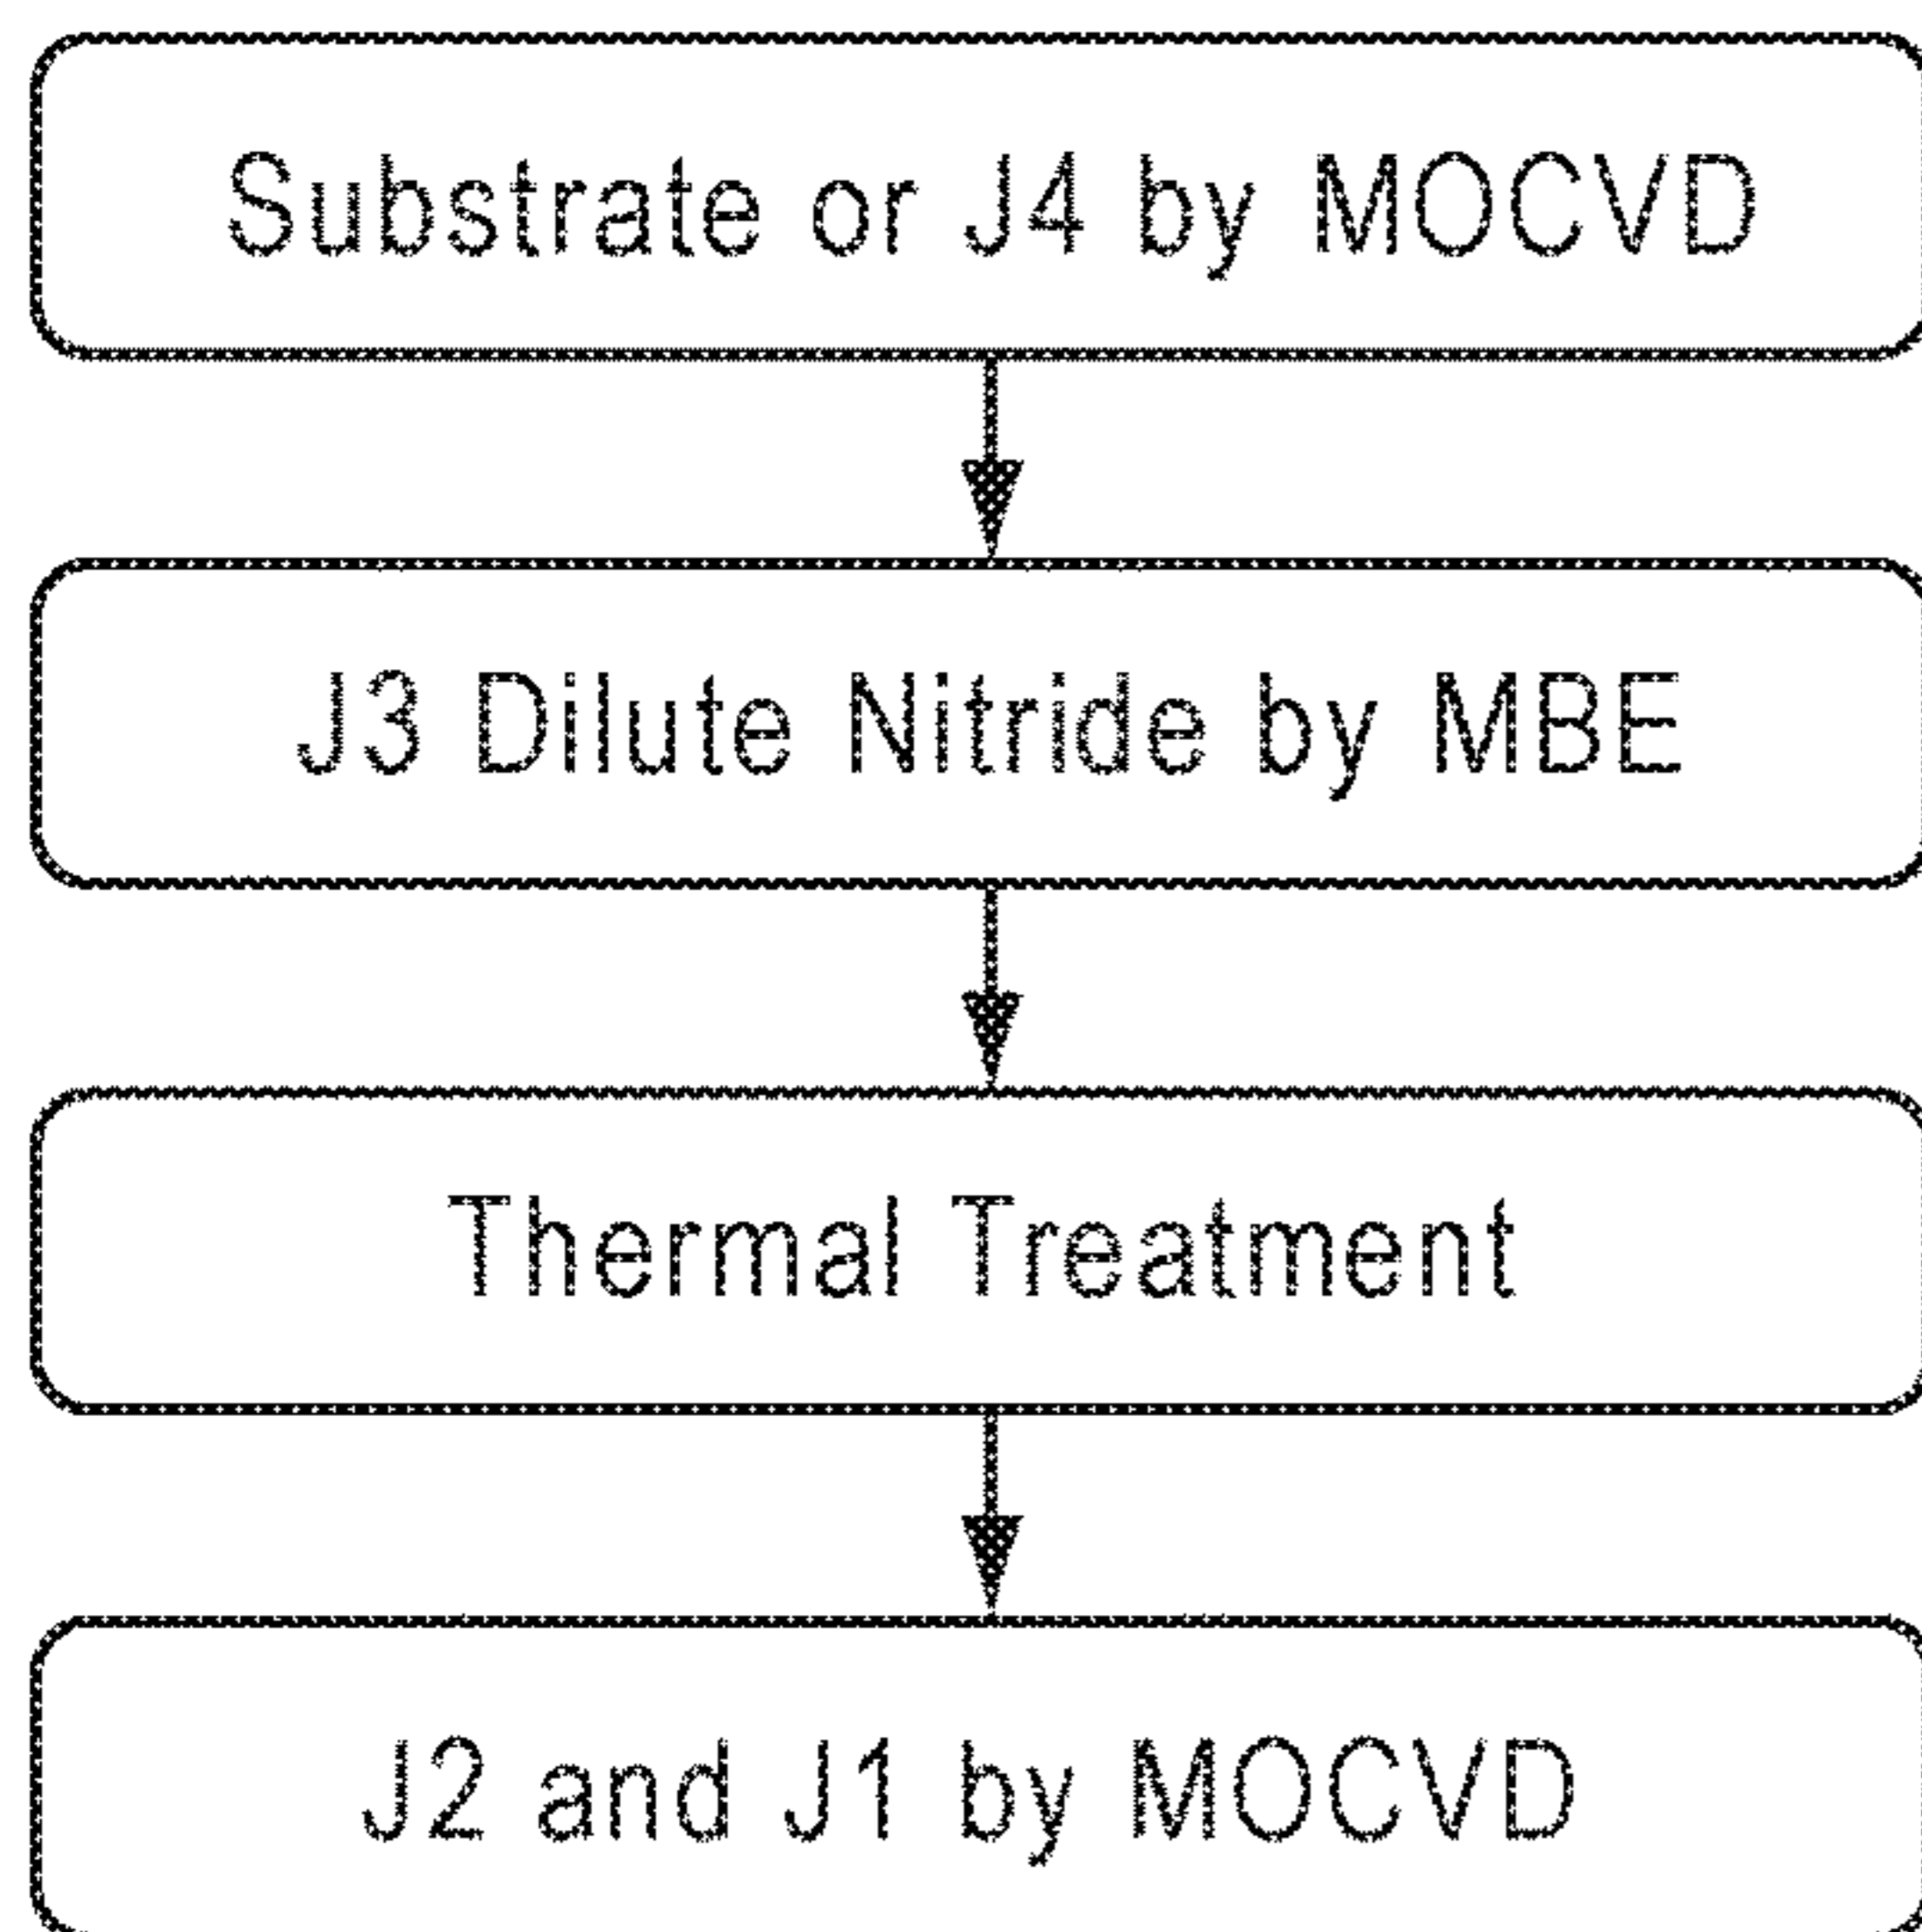 Substrate or J4 by MOCVD
J3 Dilute Nitride by MBE
Thermal Treatment
J2 and J1 by MOCVD